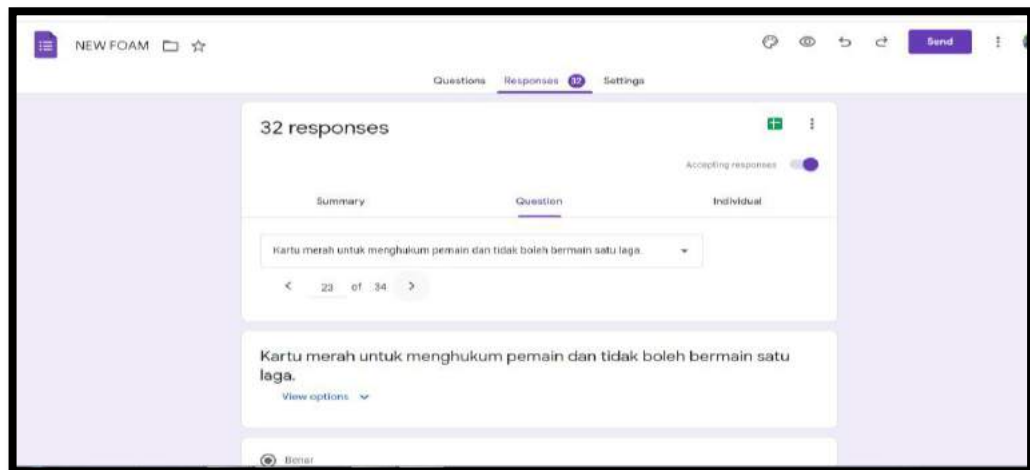 NEW FOAM
Send
Questions Responses 32 Settings
32 responses
Accepting responses
Summary Question Individual
Kartu merah untuk menghukum pemain dan tidak boleh bermain satu laga.
23 of 34
Kartu merah untuk menghukum pemain dan tidak boleh bermain satu
laga.
View options
Benar